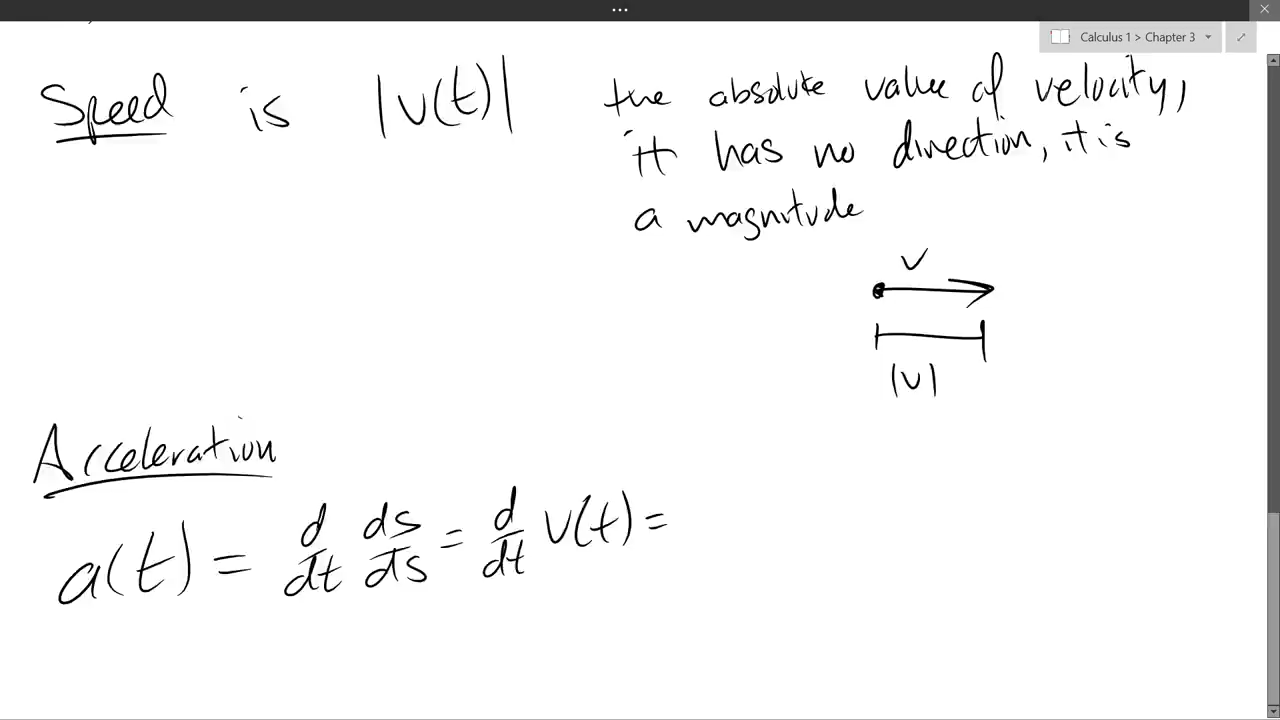 ...
Calculus 1 > Chapter 3
Speed is |v(t)| the absolute value of velocity,
it has no direction, it is
a magnitude
v
|v|
Acceleration
a(t) = d/dt ds/ds = d/dt v(t) =